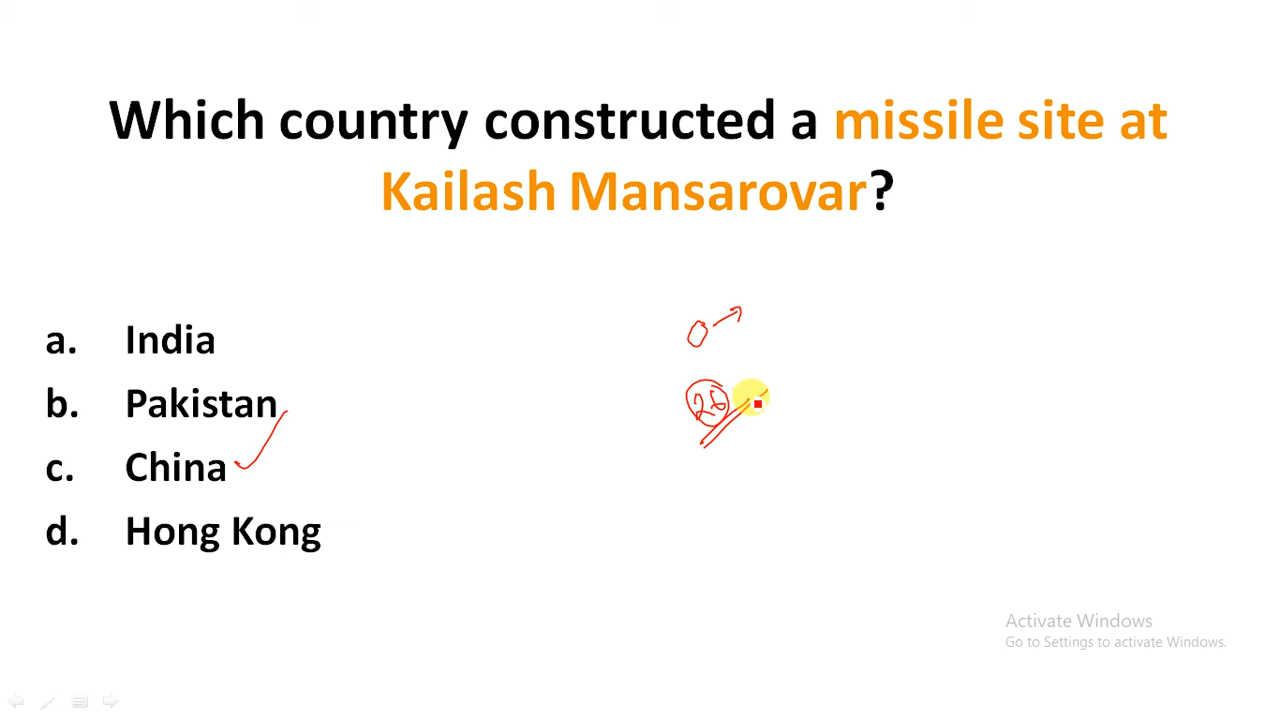 Which country constructed a missile site at
Kailash Mansarovar?
a. India
b. Pakistan
c. China
d. Hong Kong
Activate Windows
Go to Settings to activate Windows.